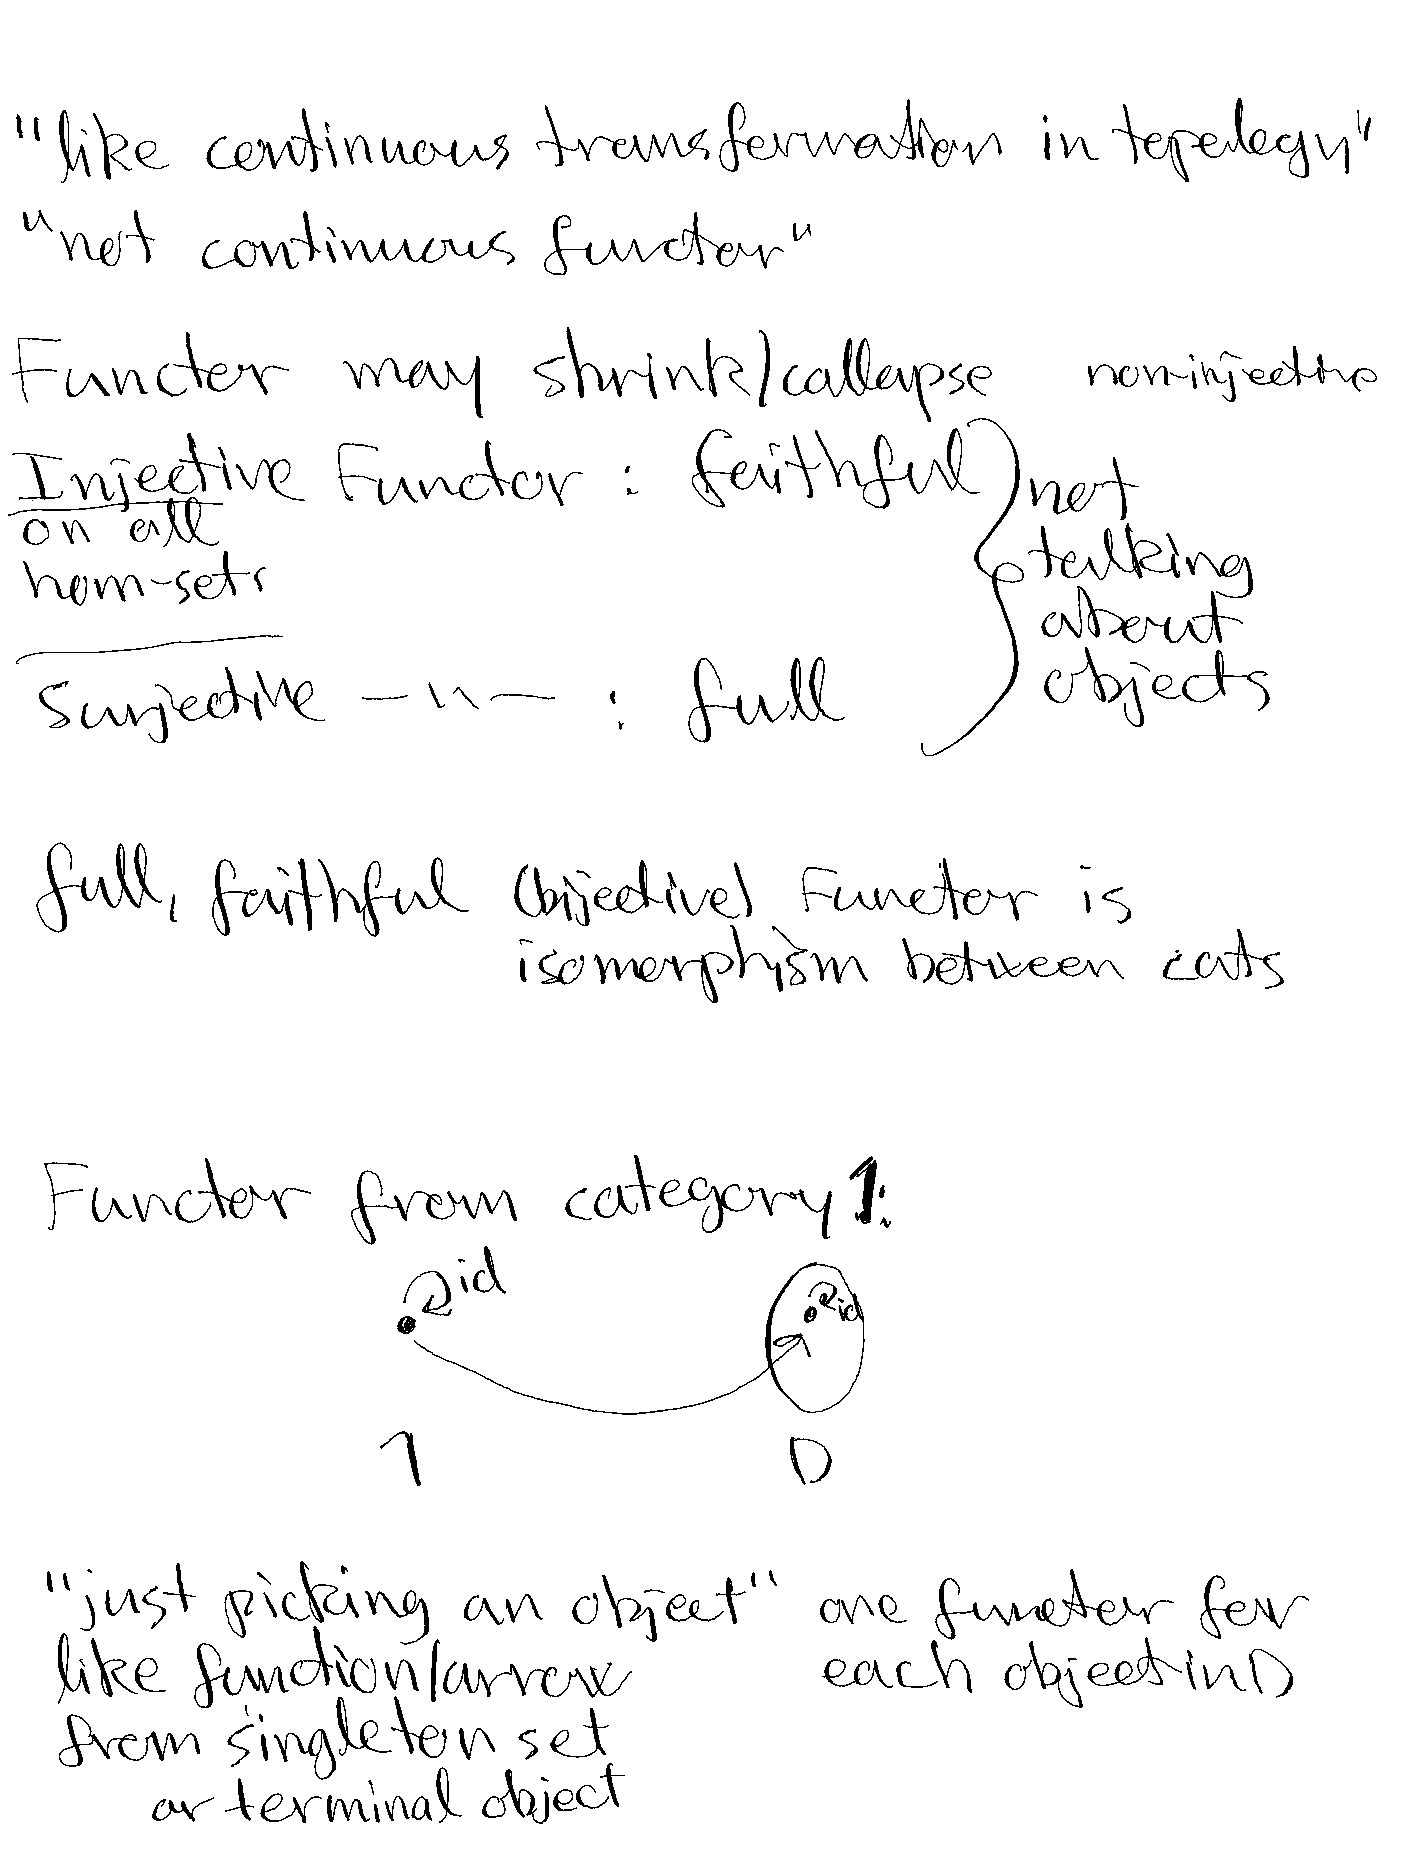 "like continuous transformation in topology"
"not continuous functor"
Functor may shrink/collapse non-injective
Injective Functor : faithful
on all
hom-sets
not
talking
about
objects
Surjective —"— : full
full, faithful (bijective) Functor is
isomorphism between cats
Functor from category 1:
id
id
1 D
"just picking an object" one functor for
like function/arrow each object in D
from singleton set
or terminal object